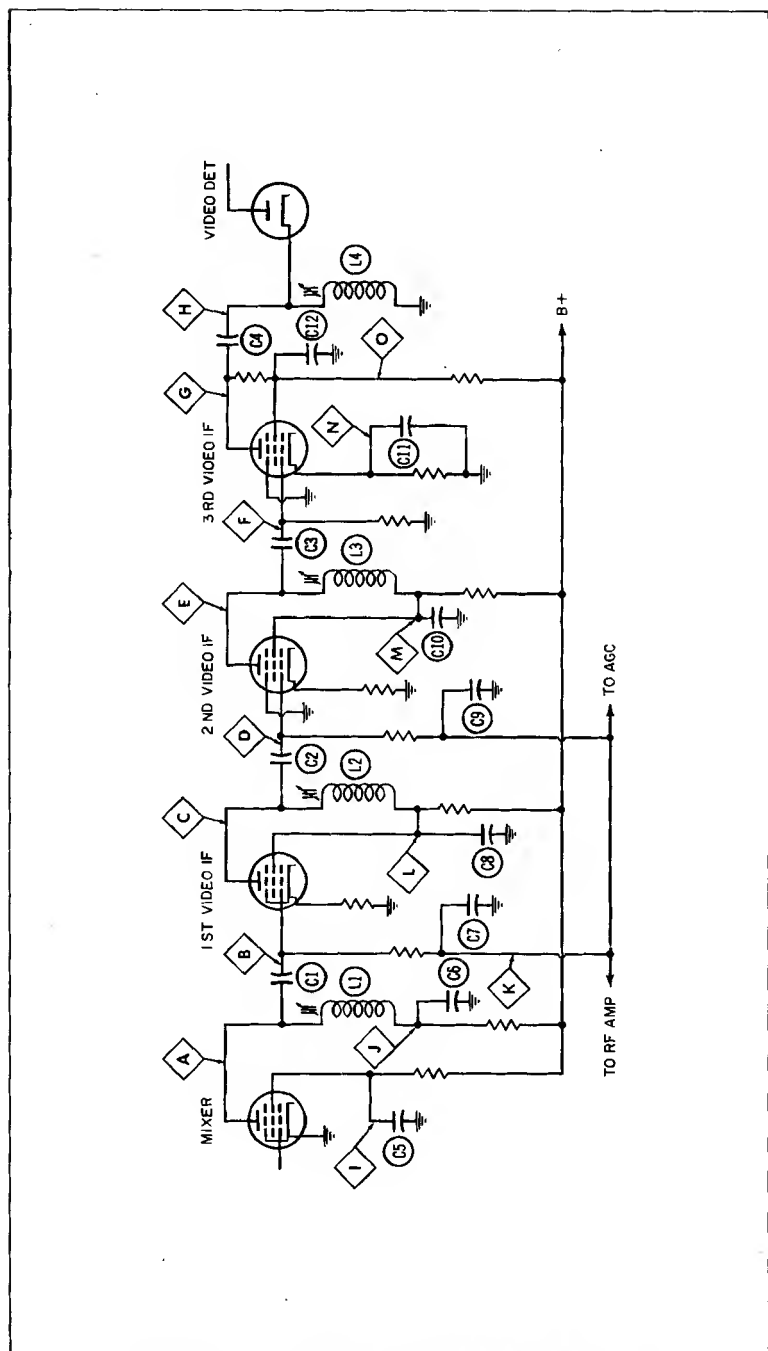 A
C
E
G
H
MIXER
1 ST VIDEO IF
2 ND VIDEO IF
3 RD VIDEO IF
VIDEO DET
B
D
F
C4
C1
C2
C3
C12
L1
L2
L3
L4
I
C5
J
C6
K
C7
L
C8
C9
M
C10
N
C11
O
B+
TO RF AMP
TO AGC